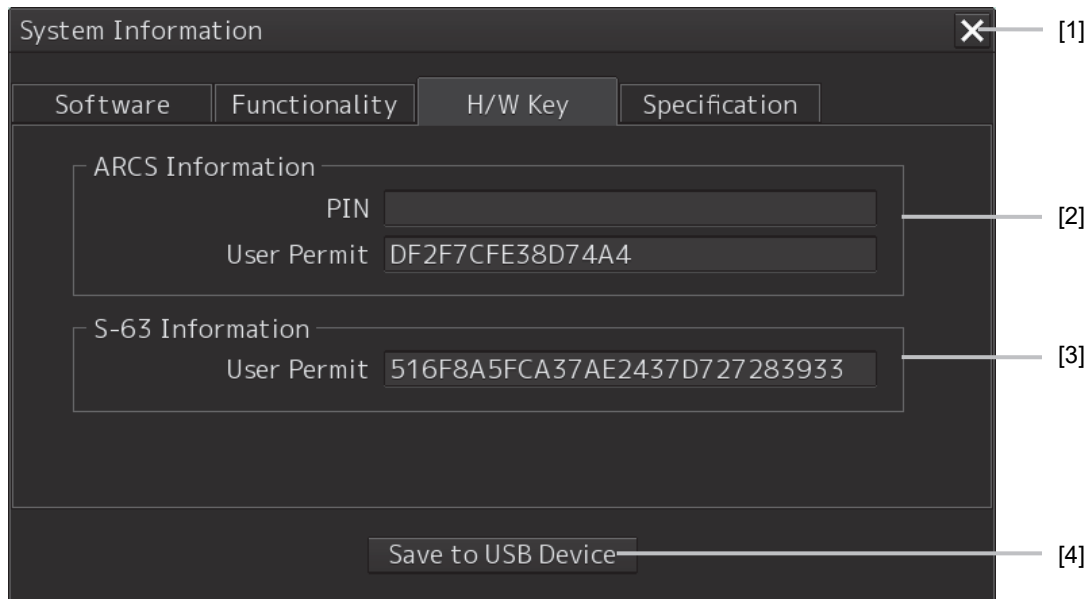 System Information [1]
Software Functionality H/W Key Specification
ARCS Information
PIN
[2]
User Permit DF2F7CFE38D74A4
S-63 Information
User Permit 516F8A5FCA37AE2437D727283933 [3]
Save to USB Device [4]